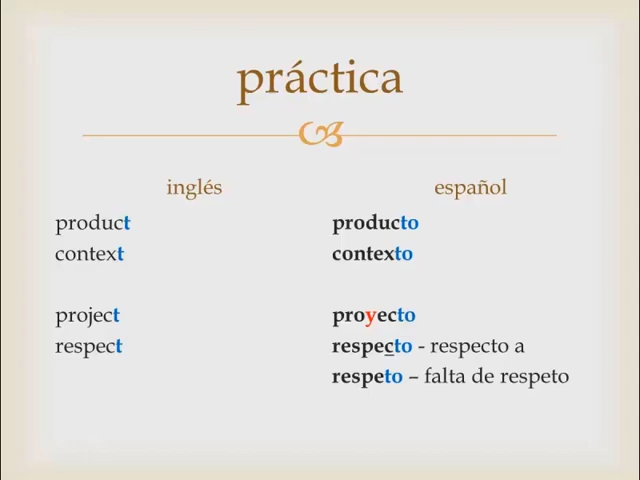 práctica
inglés español
product producto
context contexto
project proyecto
respect respecto - respecto a
respeto – falta de respeto